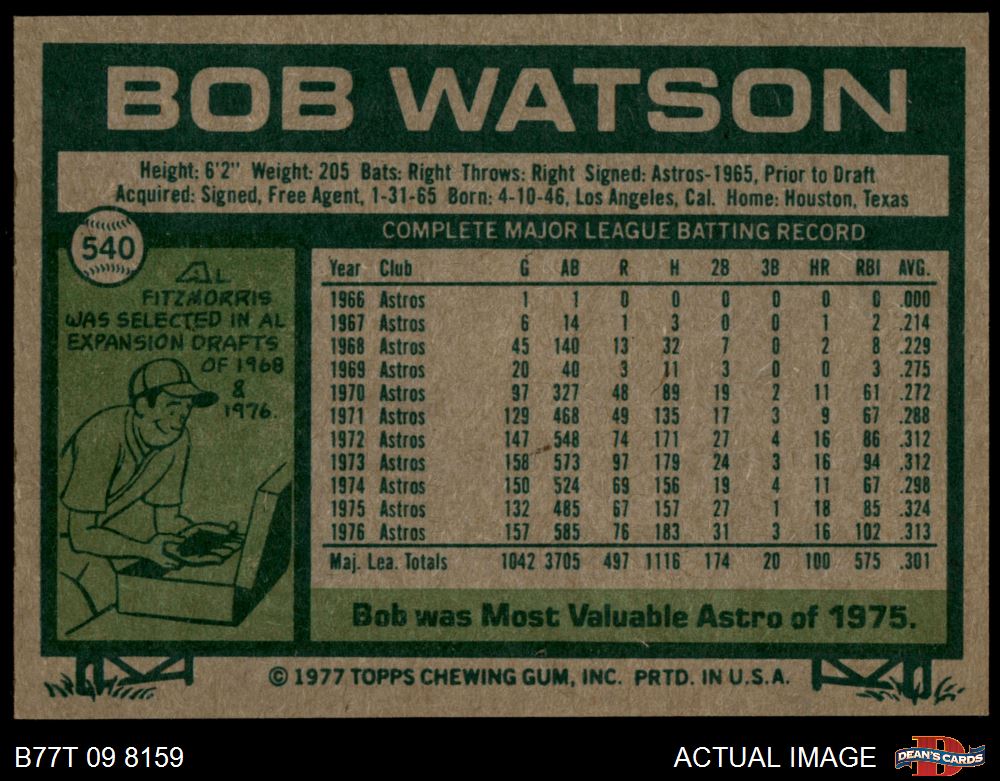 BOB WATSON
Height: 6'2" Weight: 205 Bats: Right Throws: Right Signed: Astros-1965, Prior to Draft
Acquired: Signed, Free Agent, 1-31-65 Born: 4-10-46, Los Angeles, Cal. Home: Houston, Texas
540
AL
FITZMORRIS
WAS SELECTED IN AL
EXPANSION DRAFTS
OF 1968
&
1976.
COMPLETE MAJOR LEAGUE BATTING RECORD
Year Club G AB R H 2B 3B HR RBI AVG.
1966 Astros 1 1 0 0 0 0 0 0 .000
1967 Astros 6 14 1 3 0 0 1 2 .214
1968 Astros 45 140 13 32 7 0 2 8 .229
1969 Astros 20 40 3 11 3 0 0 3 .275
1970 Astros 97 327 48 89 19 2 11 61 .272
1971 Astros 129 468 49 135 17 3 9 67 .288
1972 Astros 147 548 74 171 27 4 16 86 .312
1973 Astros 158 573 97 179 24 3 16 94 .312
1974 Astros 150 524 69 156 19 4 11 67 .298
1975 Astros 132 485 67 157 27 1 18 85 .324
1976 Astros 157 585 76 183 31 3 16 102 .313
Maj. Lea. Totals 1042 3705 497 1116 174 20 100 575 .301
Bob was Most Valuable Astro of 1975.
© 1977 TOPPS CHEWING GUM, INC. PRTD. IN U.S.A.
B77T 09 8159
ACTUAL IMAGE
D
DEAN'S CARDS